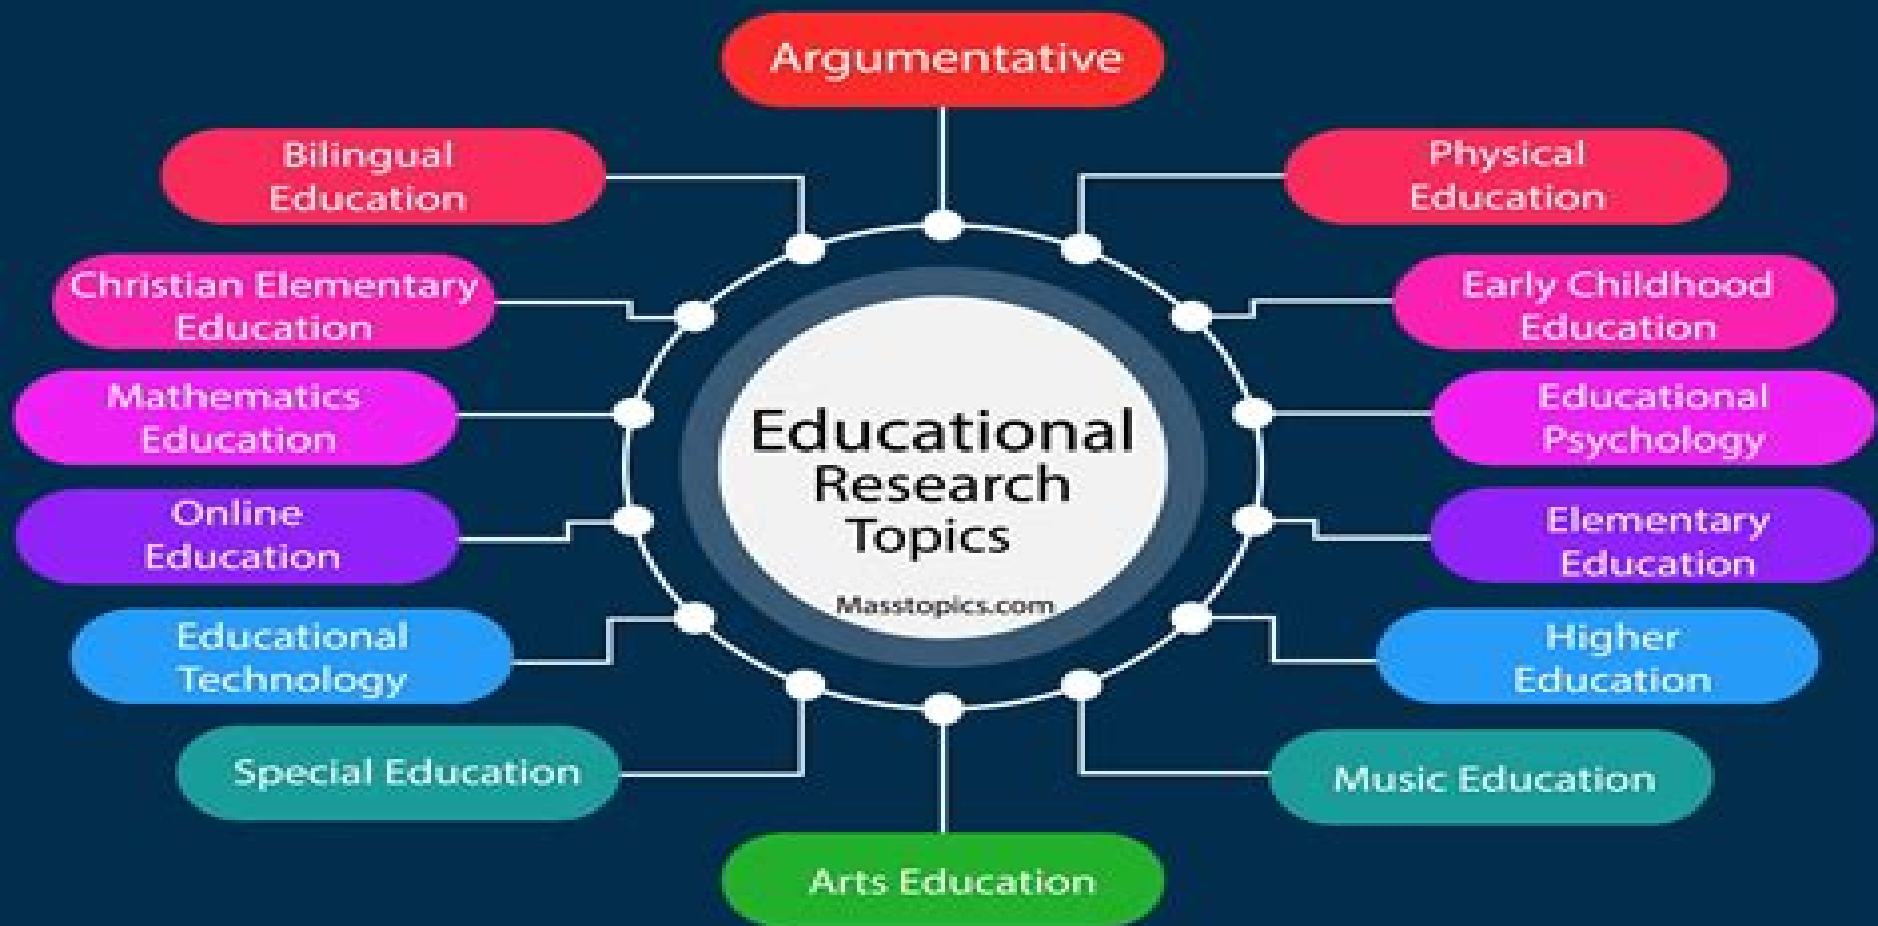 Argumentative
Bilingual
Education
Physical
Education
Christian Elementary
Education
Early Childhood
Education
Mathematics
Education
Educational
Psychology
Educational
Research
Topics
Masstopics.com
Online
Education
Elementary
Education
Educational
Technology
Higher
Education
Special Education
Music Education
Arts Education